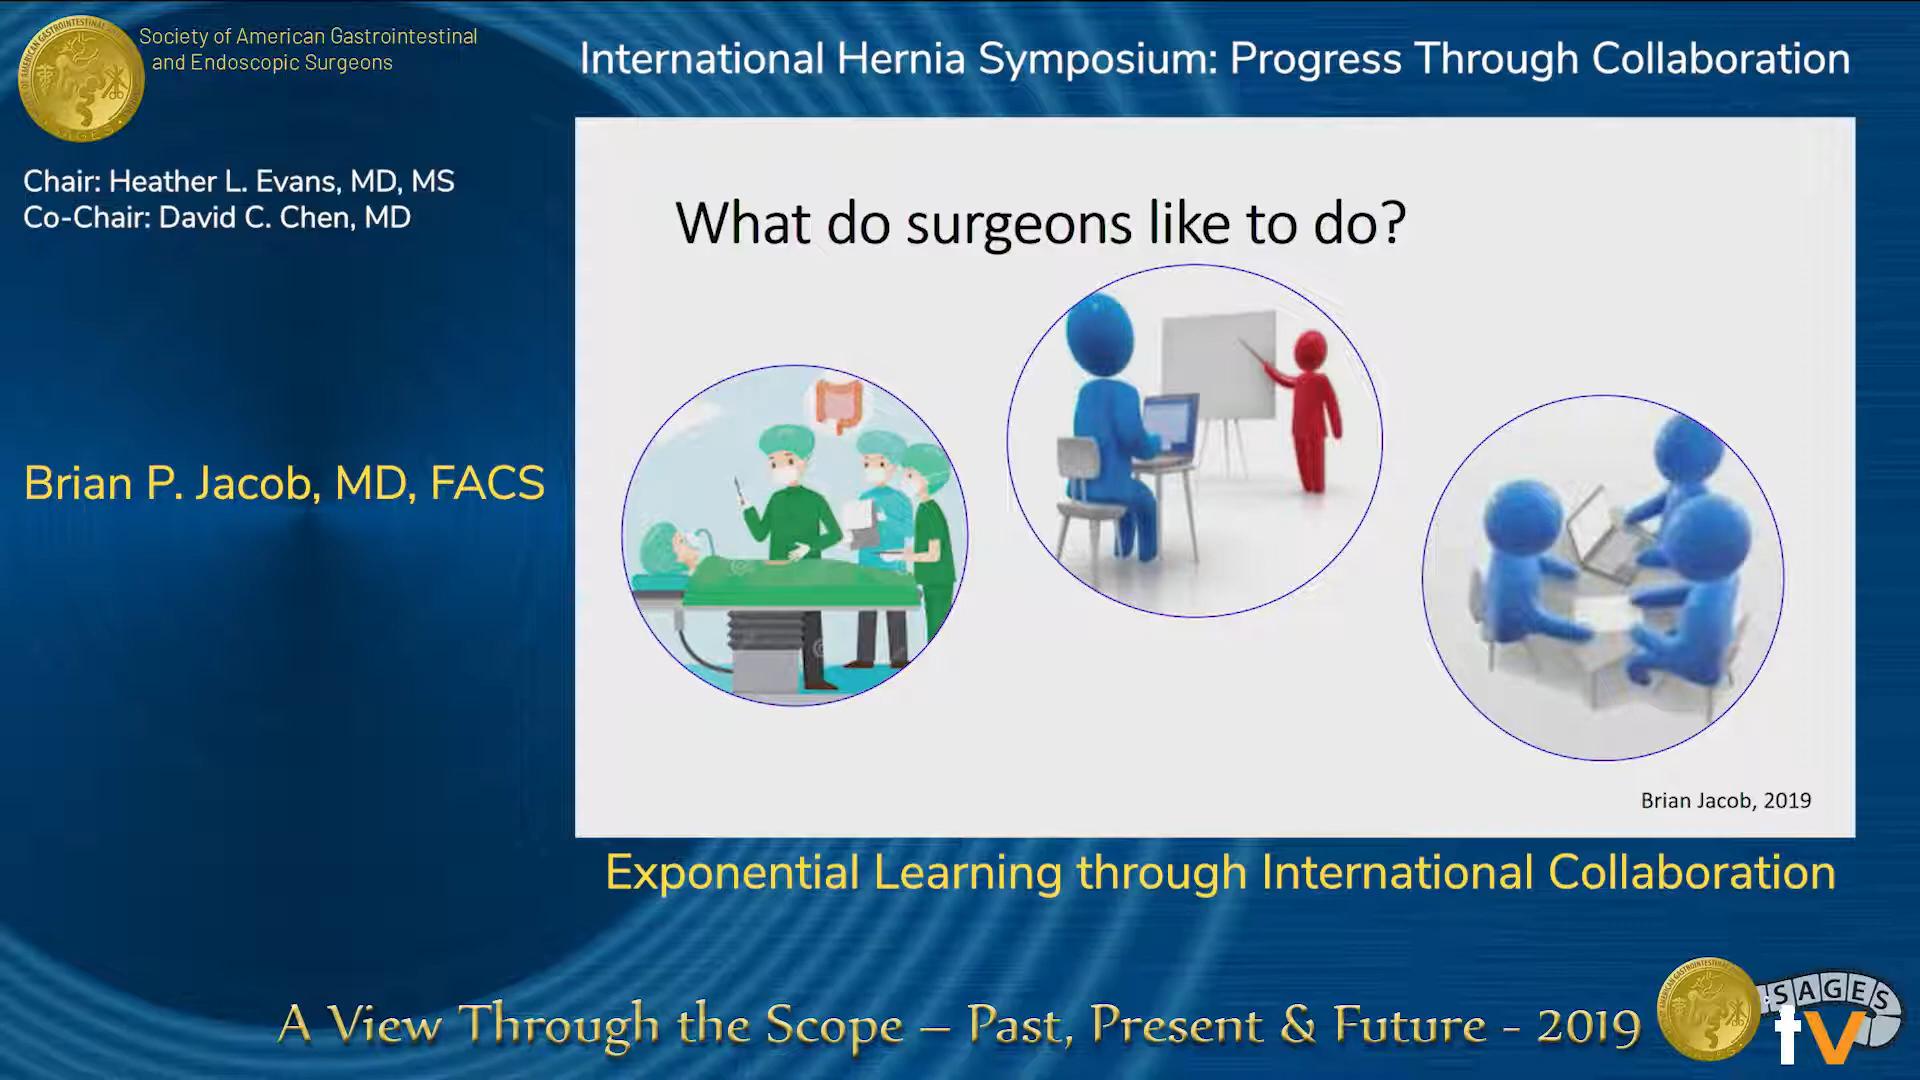 Society of American Gastrointestinal
and Endoscopic Surgeons
International Hernia Symposium: Progress Through Collaboration
Chair: Heather L. Evans, MD, MS
Co-Chair: David C. Chen, MD
What do surgeons like to do?
Brian P. Jacob, MD, FACS
Brian Jacob, 2019
Exponential Learning through International Collaboration
A View Through the Scope – Past, Present & Future - 2019
SAGES
tv